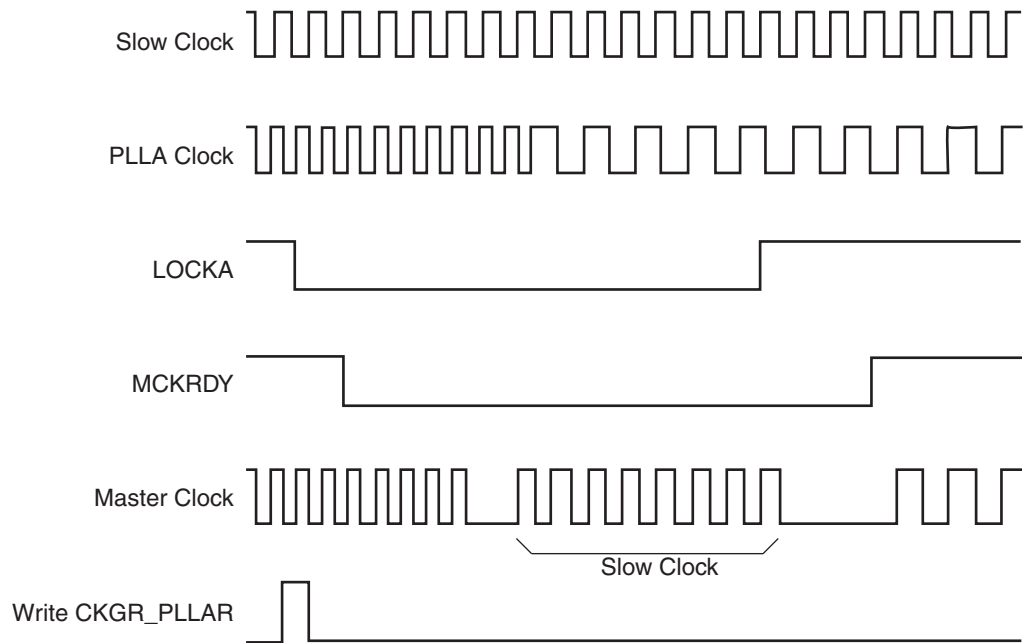 Slow Clock
PLLA Clock
LOCKA
MCKRDY
Master Clock
Slow Clock
Write CKGR_PLLAR